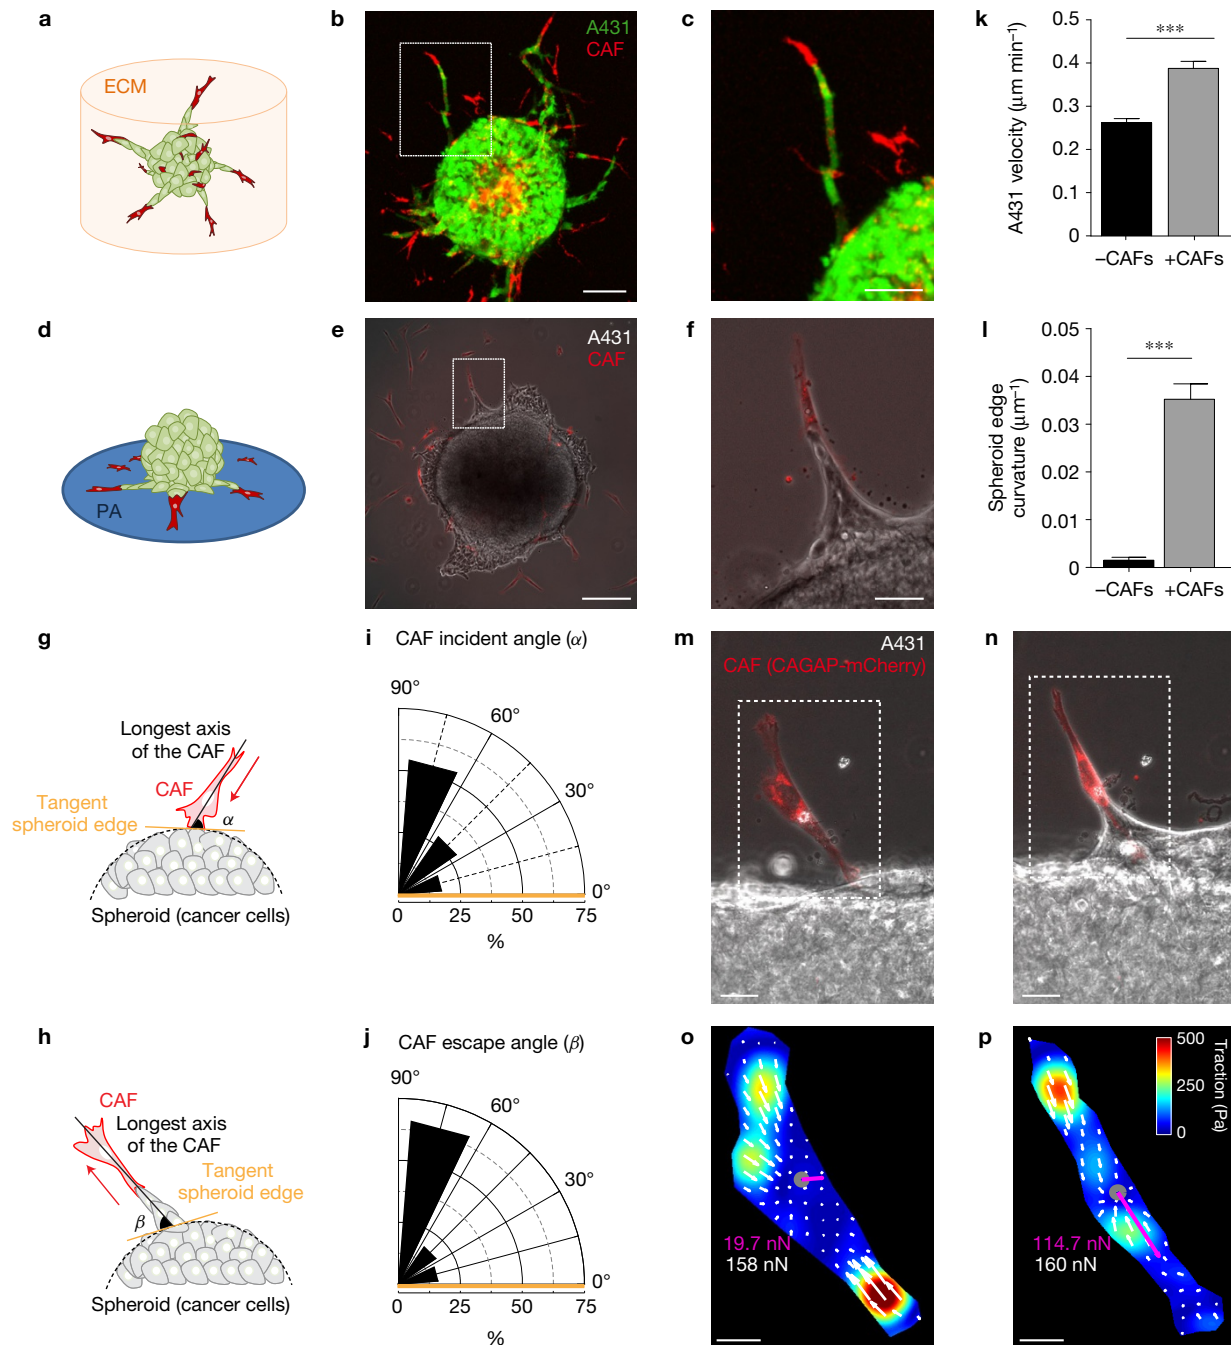 a
ECM
b
A431
CAF
c
k
A431 velocity (μm min⁻¹)
0.5
0.4
0.3
0.2
0.1
0
***
–CAFs
+CAFs
d
PA
e
A431
CAF
f
l
Spheroid edge
curvature (μm⁻¹)
0.05
0.04
0.03
0.02
0.01
0
***
–CAFs
+CAFs
g
Longest axis
of the CAF
CAF
Tangent
spheroid edge
α
Spheroid (cancer cells)
i
CAF incident angle (α)
90°
60°
30°
0°
0
25
50
75
%
m
A431
CAF (CAGAP-mCherry)
n
h
CAF
Longest axis
of the CAF
Tangent
spheroid edge
β
Spheroid (cancer cells)
j
CAF escape angle (β)
90°
60°
30°
0°
0
25
50
75
%
o
19.7 nN
158 nN
p
500
250
0
Traction (Pa)
114.7 nN
160 nN